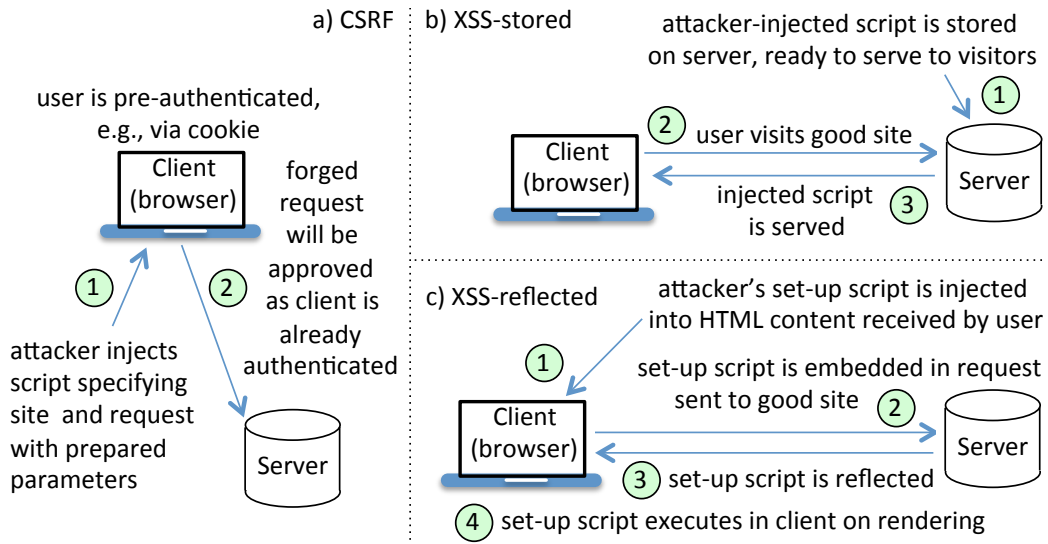 a) CSRF
user is pre-authenticated,
e.g., via cookie
Client
(browser)
forged
request
will be
approved
as client is
already
authenticated
1
2
attacker injects
script specifying
site and request
with prepared
parameters
Server
b) XSS-stored
attacker-injected script is stored
on server, ready to serve to visitors
1
2
user visits good site
Client
(browser)
injected script
is served
3
Server
c) XSS-reflected
attacker’s set-up script is injected
into HTML content received by user
1
set-up script is embedded in request
sent to good site
2
Client
(browser)
Server
3 set-up script is reflected
4 set-up script executes in client on rendering